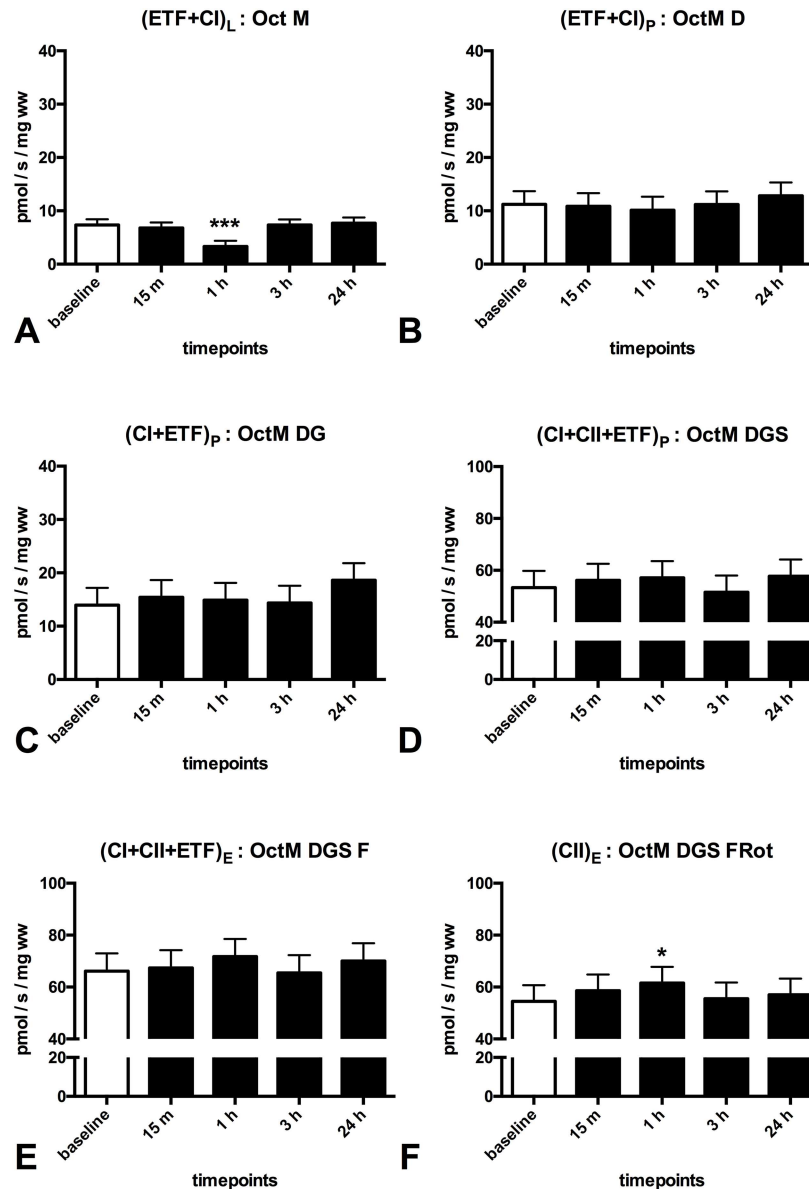 (ETF+CI)L : Oct M
40
30
20
10
0
pmol / s / mg ww
***
baseline
15 m
1 h
3 h
24 h
timepoints
A
(ETF+CI)P : OctM D
40
30
20
10
0
pmol / s / mg ww
baseline
15 m
1 h
3 h
24 h
timepoints
B
(CI+ETF)P : OctM DG
40
30
20
10
0
pmol / s / mg ww
baseline
15 m
1 h
3 h
24 h
timepoints
C
(CI+CII+ETF)P : OctM DGS
100
80
60
40
20
0
pmol / s / mg ww
baseline
15 m
1 h
3 h
24 h
timepoints
D
(CI+CII+ETF)E : OctM DGS F
100
80
60
40
20
0
pmol / s / mg ww
baseline
15 m
1 h
3 h
24 h
timepoints
E
(CII)E : OctM DGS FRot
100
80
60
40
20
0
pmol / s / mg ww
*
baseline
15 m
1 h
3 h
24 h
timepoints
F